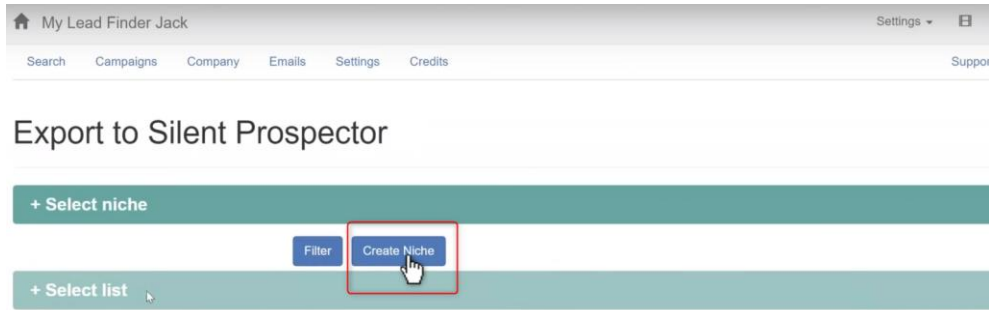 My Lead Finder Jack Settings
Search Campaigns Company Emails Settings Credits Suppor
Export to Silent Prospector
+ Select niche
Filter Create Niche
+ Select list